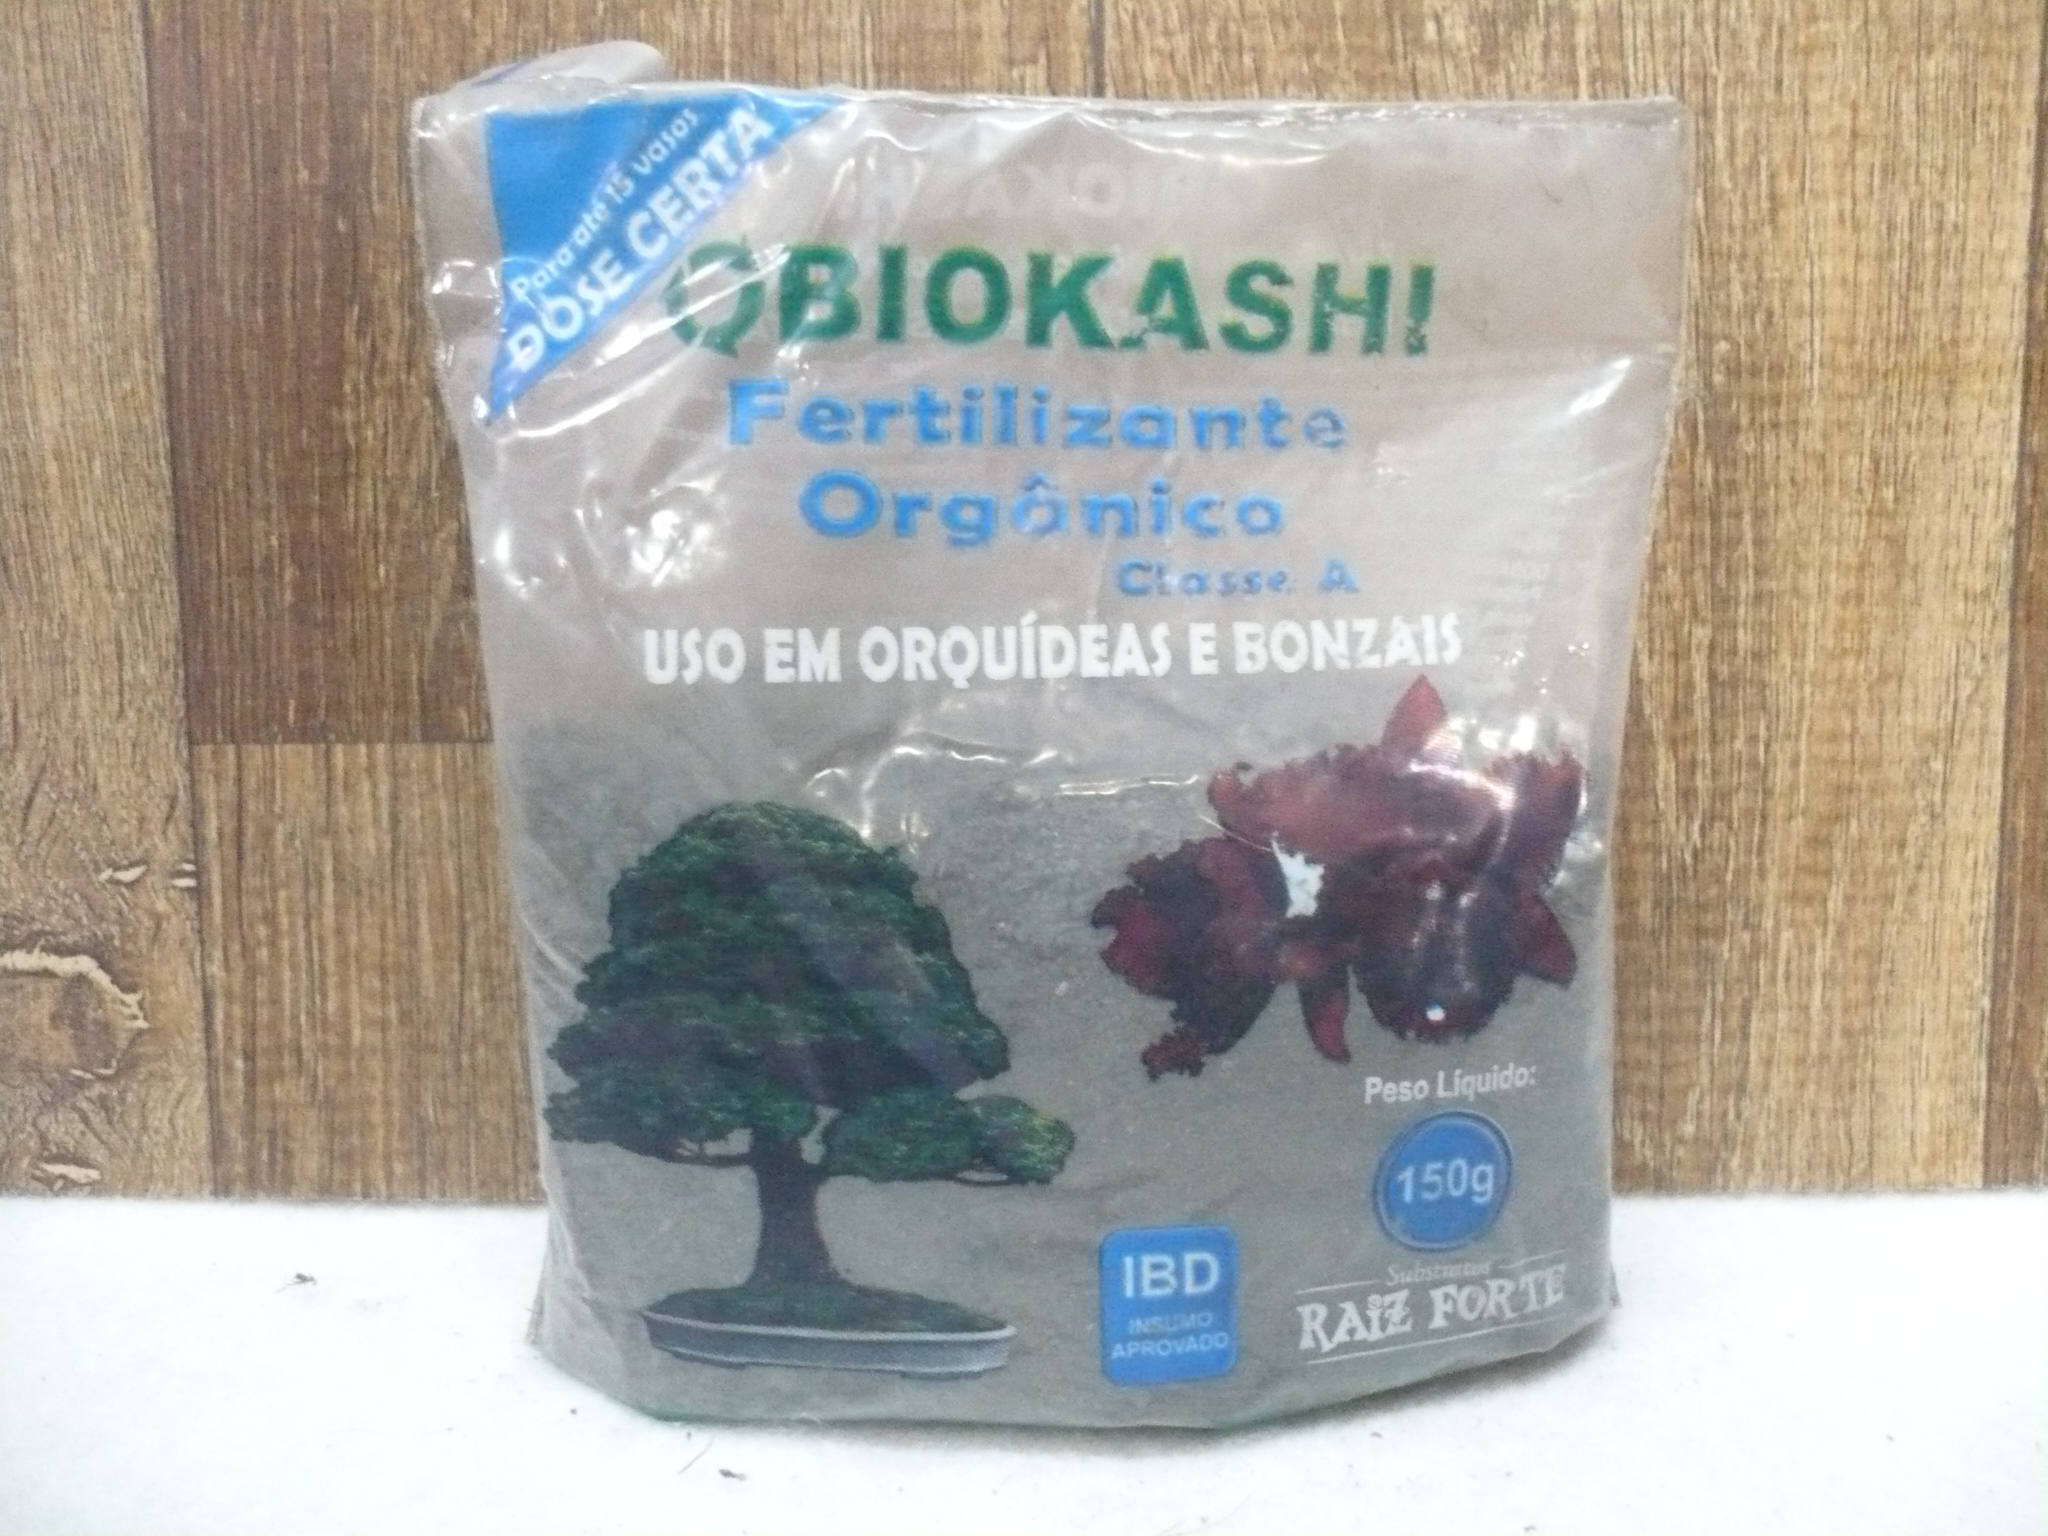 Para até 15 vasos
DOSE CERTA
BIOKASHI
Fertilizante
Orgânico
Classe A
USO EM ORQUÍDEAS E BONZAIS
Peso Líquido:
150g
IBD
INSUMO
APROVADO
Substratos
RAIZ FORTE